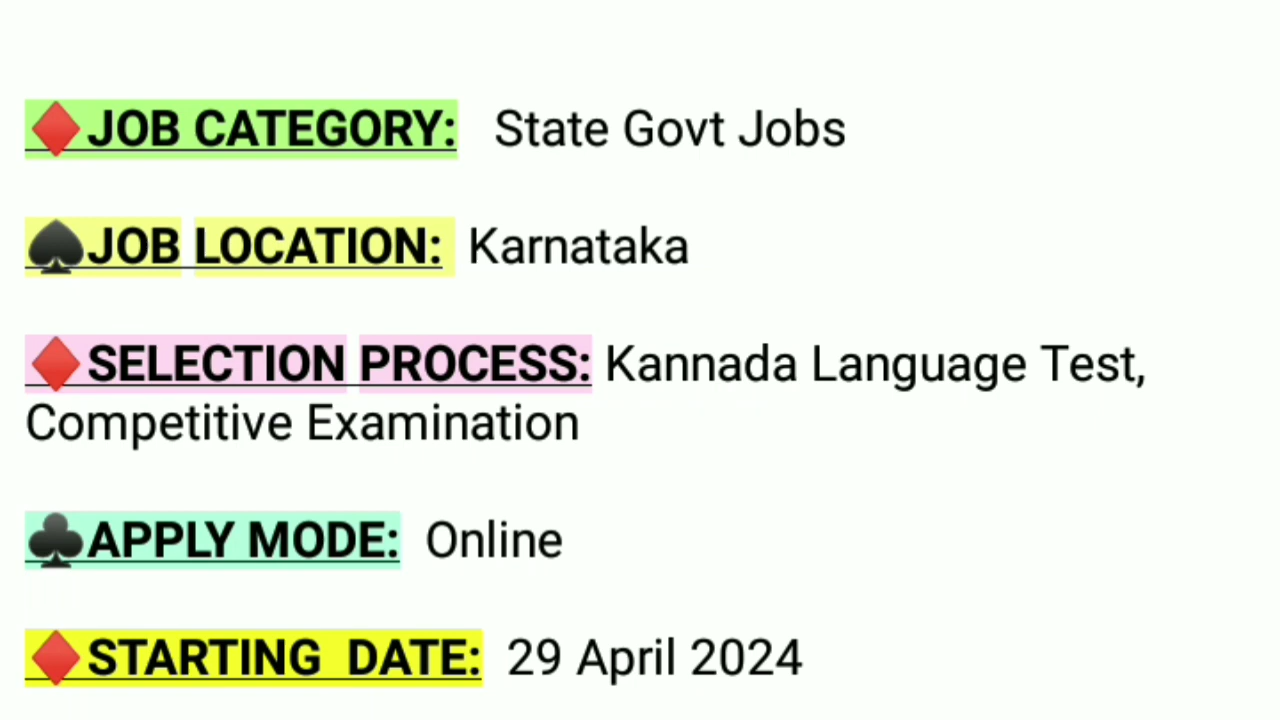 ♦️JOB CATEGORY: State Govt Jobs
♠️JOB LOCATION: Karnataka
♦️SELECTION PROCESS: Kannada Language Test,
Competitive Examination
♣️APPLY MODE: Online
♦️STARTING DATE: 29 April 2024